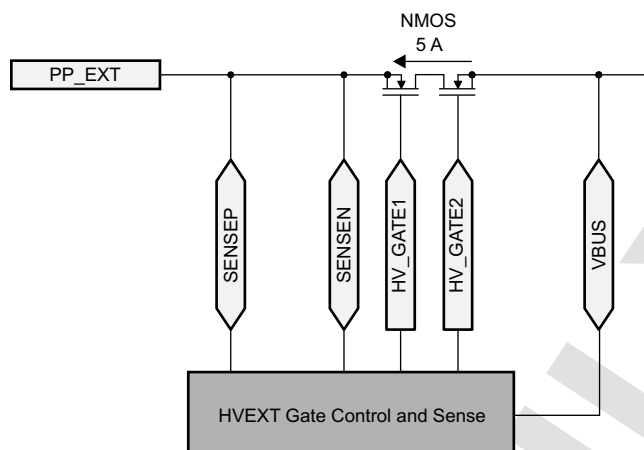 NMOS
5 A
PP_EXT
SENSEP
SENSEN
HV_GATE1
HV_GATE2
VBUS
HVEXT Gate Control and Sense